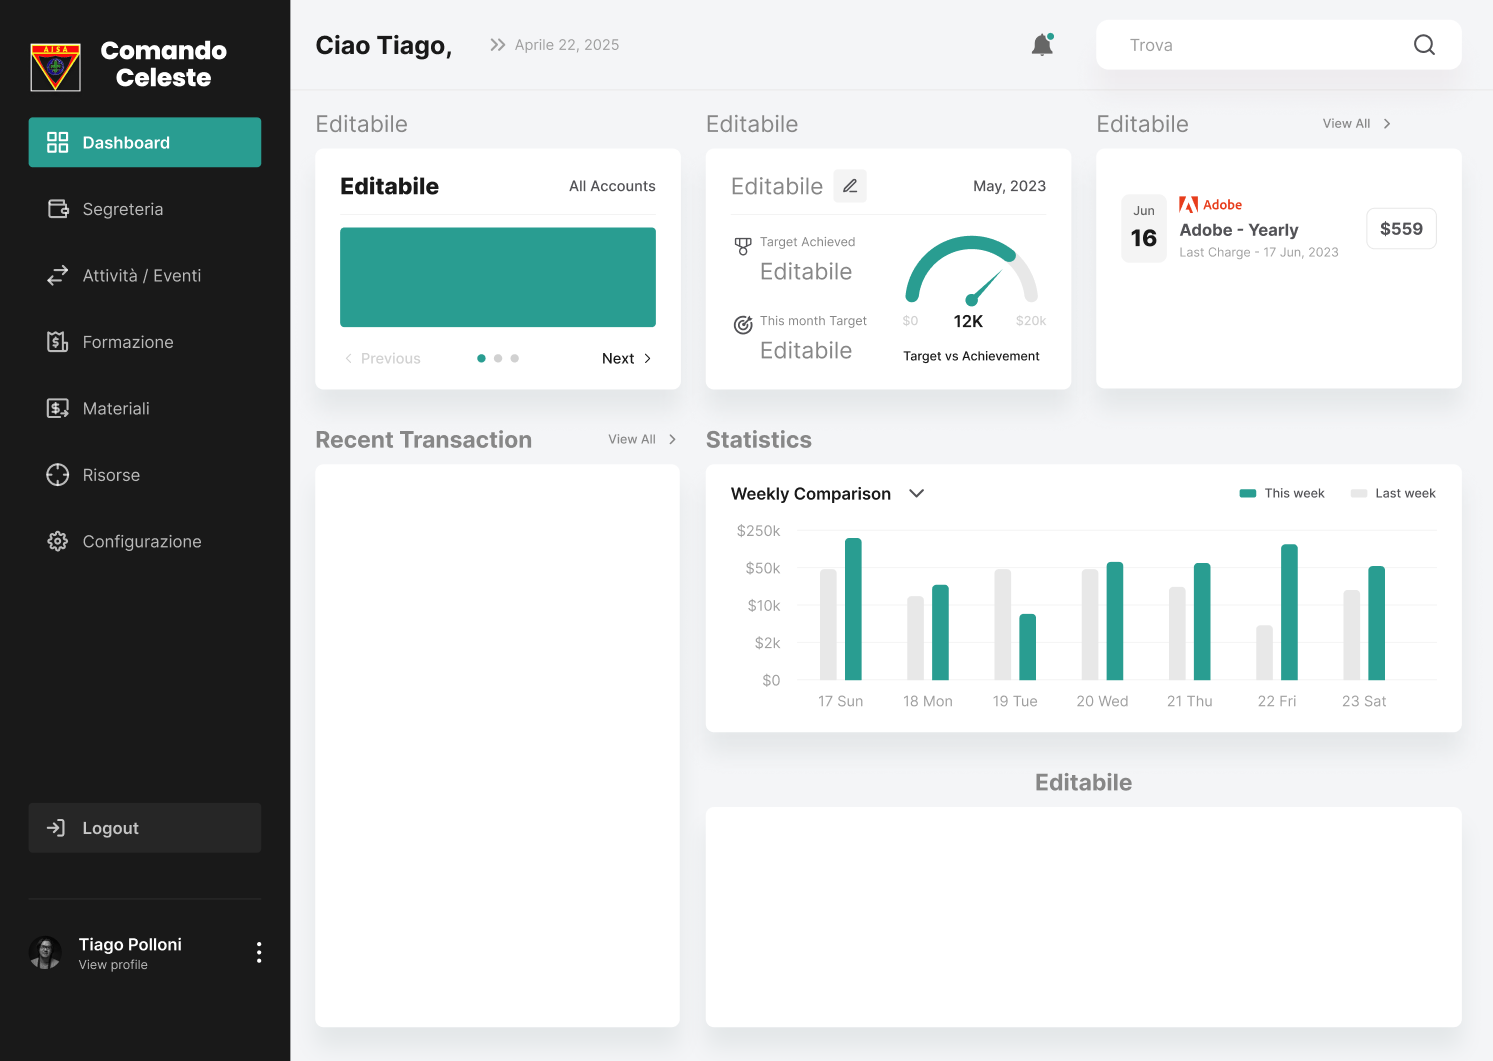 AISA
Comando
Celeste
Dashboard
Segreteria
Attività / Eventi
Formazione
Materiali
Risorse
Configurazione
Logout
Tiago Polloni
View profile
Ciao Tiago,
Aprile 22, 2025
Trova
Editabile
Editabile
All Accounts
Previous
Next
Editabile
Editabile
May, 2023
Target Achieved
Editabile
This month Target
Editabile
$0
12K
$20k
Target vs Achievement
Editabile
View All
Jun
16
Adobe
Adobe - Yearly
Last Charge - 17 Jun, 2023
$559
Recent Transaction
View All
Statistics
Weekly Comparison
This week
Last week
$250k
$50k
$10k
$2k
$0
17 Sun
18 Mon
19 Tue
20 Wed
21 Thu
22 Fri
23 Sat
Editabile